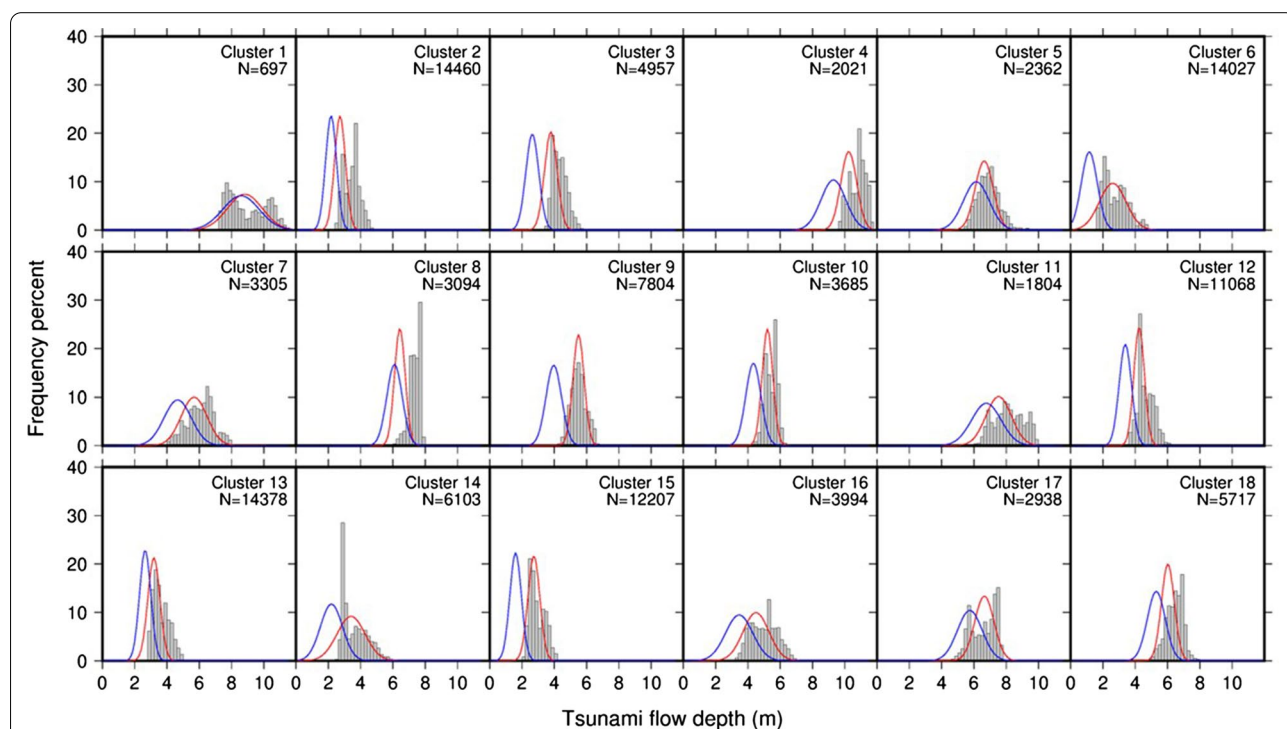 40
30
20
10
0
Cluster 1
N=697
Cluster 2
N=14460
Cluster 3
N=4957
Cluster 4
N=2021
Cluster 5
N=2362
Cluster 6
N=14027
Frequency percent
40
30
20
10
0
Cluster 7
N=3305
Cluster 8
N=3094
Cluster 9
N=7804
Cluster 10
N=3685
Cluster 11
N=1804
Cluster 12
N=11068
40
30
20
10
0
Cluster 13
N=14378
Cluster 14
N=6103
Cluster 15
N=12207
Cluster 16
N=3994
Cluster 17
N=2938
Cluster 18
N=5717
0 2 4 6 8 10 0 2 4 6 8 10 0 2 4 6 8 10 0 2 4 6 8 10 0 2 4 6 8 10 0 2 4 6 8 10
Tsunami flow depth (m)